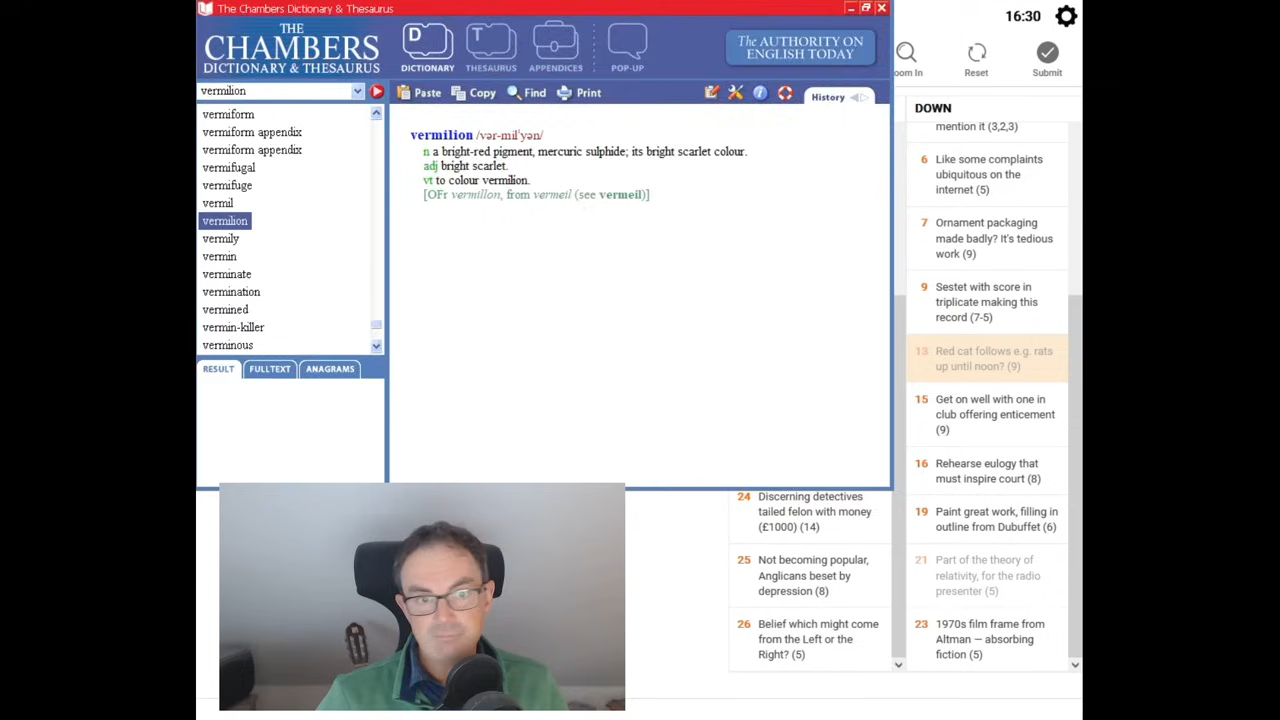 The Chambers Dictionary & Thesaurus
16:30
THE
CHAMBERS
DICTIONARY & THESAURUS
D
DICTIONARY
T
THESAURUS
APPENDICES
POP-UP
The AUTHORITY ON
ENGLISH TODAY
oom In
Reset
Submit
vermilion
Paste
Copy
Find
Print
History
vermiform
vermiform appendix
vermiform appendix
vermifugal
vermifuge
vermil
vermilion
vermily
vermin
verminate
vermination
vermined
vermin-killer
verminous
RESULT
FULLTEXT
ANAGRAMS
vermilion /vər-mil'yən/
n a bright-red pigment, mercuric sulphide; its bright scarlet colour.
adj bright scarlet.
vt to colour vermilion.
[OFr vermillon, from vermeil (see vermeil)]
24 Discerning detectives
tailed felon with money
(£1000) (14)
25 Not becoming popular,
Anglicans beset by
depression (8)
26 Belief which might come
from the Left or the
Right? (5)
DOWN
mention it (3,2,3)
6 Like some complaints
ubiquitous on the
internet (5)
7 Ornament packaging
made badly? It's tedious
work (9)
9 Sestet with score in
triplicate making this
record (7-5)
13 Red cat follows e.g. rats
up until noon? (9)
15 Get on well with one in
club offering enticement
(9)
16 Rehearse eulogy that
must inspire court (8)
19 Paint great work, filling in
outline from Dubuffet (6)
21 Part of the theory of
relativity, for the radio
presenter (5)
23 1970s film frame from
Altman — absorbing
fiction (5)